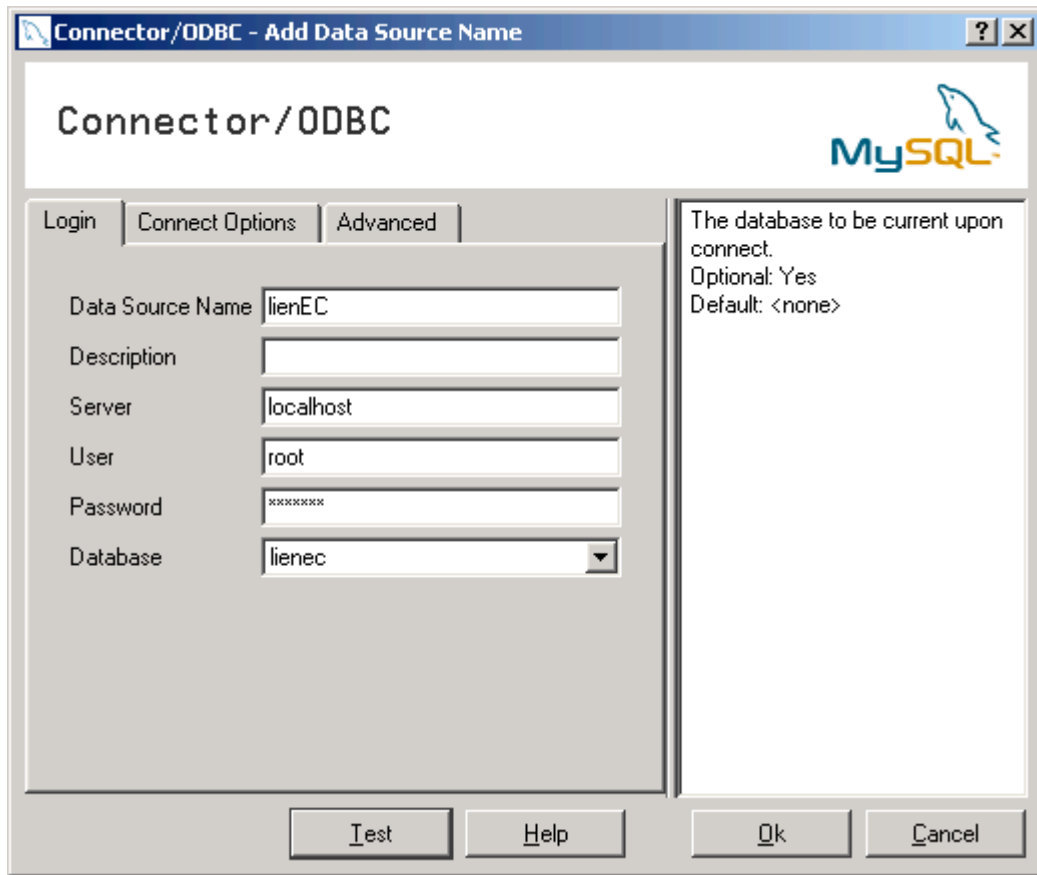 Connector/ODBC - Add Data Source Name
Connector/ODBC
MySQL
Login
Connect Options
Advanced
Data Source Name
lienEC
Description
Server
localhost
User
root
Password
*******
Database
lienec
The database to be current upon
connect.
Optional: Yes
Default: <none>
Test
Help
Ok
Cancel